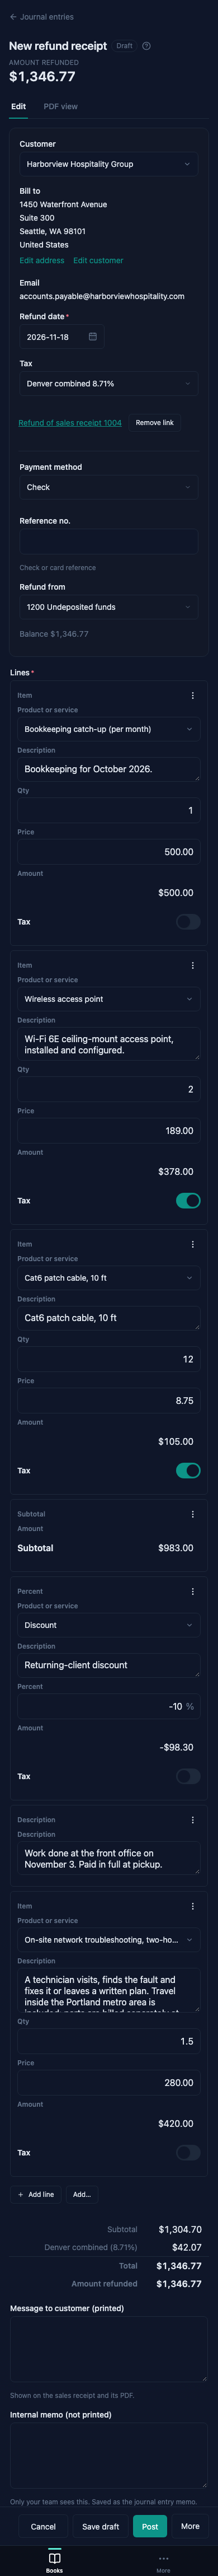 Journal entries
New refund receipt Draft
AMOUNT REFUNDED
$1,346.77
Edit PDF view
Customer
Harborview Hospitality Group
Bill to
1450 Waterfront Avenue
Suite 300
Seattle, WA 98101
United States
Edit address Edit customer
Email
accounts.payable@harborviewhospitality.com
Refund date*
2026-11-18
Tax
Denver combined 8.71%
Refund of sales receipt 1004 Remove link
Payment method
Check
Reference no.
Check or card reference
Refund from
1200 Undeposited funds
Balance $1,346.77
Lines*
Item
Product or service
Bookkeeping catch-up (per month)
Description
Bookkeeping for October 2026.
Qty
1
Price
500.00
Amount
$500.00
Tax
Item
Product or service
Wireless access point
Description
Wi-Fi 6E ceiling-mount access point,
installed and configured.
Qty
2
Price
189.00
Amount
$378.00
Tax
Item
Product or service
Cat6 patch cable, 10 ft
Description
Cat6 patch cable, 10 ft
Qty
12
Price
8.75
Amount
$105.00
Tax
Subtotal
Amount
Subtotal $983.00
Percent
Product or service
Discount
Description
Returning-client discount
Percent
-10 %
Amount
-$98.30
Tax
Description
Description
Work done at the front office on
November 3. Paid in full at pickup.
Item
Product or service
On-site network troubleshooting, two-ho...
Description
A technician visits, finds the fault and
fixes it or leaves a written plan. Travel
inside the Portland metro area is
Qty
1.5
Price
280.00
Amount
$420.00
Tax
+ Add line Add...
Subtotal $1,304.70
Denver combined (8.71%) $42.07
Total $1,346.77
Amount refunded $1,346.77
Message to customer (printed)
Shown on the sales receipt and its PDF.
Internal memo (not printed)
Only your team sees this. Saved as the journal entry memo.
Cancel Save draft Post More
Books More